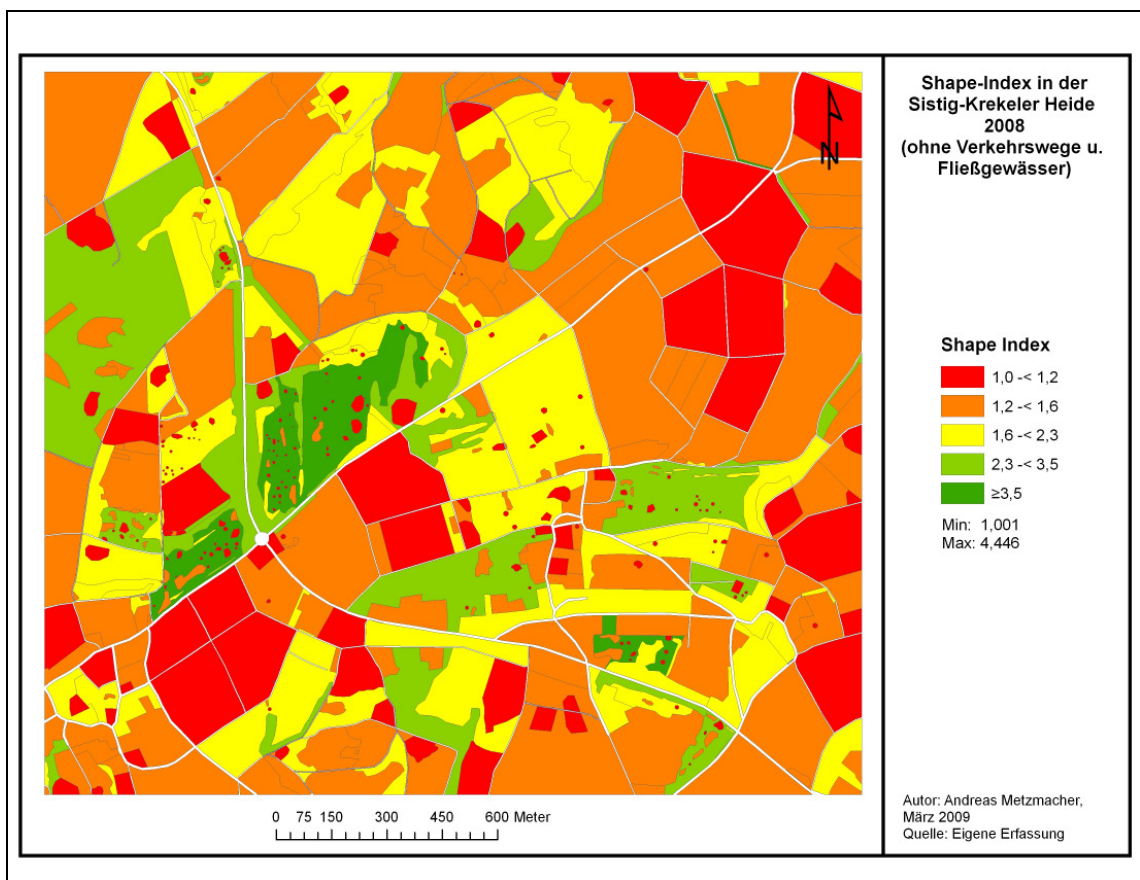 Shape-Index in der
Sistig-Krekeler Heide
2008
(ohne Verkehrswege u.
Fließgewässer)
N
Shape Index
1,0 -< 1,2
1,2 -< 1,6
1,6 -< 2,3
2,3 -< 3,5
≥3,5
Min: 1,001
Max: 4,446
0 75 150 300 450 600 Meter
Autor: Andreas Metzmacher,
März 2009
Quelle: Eigene Erfassung